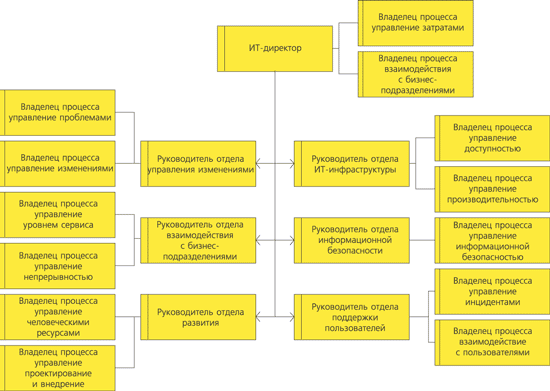 ИТ-директор
Владелец процесса
управление затратами
Владелец процесса
взаимодействия
с бизнес-
подразделениями
Владелец процесса
управление проблемами
Владелец процесса
управление изменениями
Руководитель отдела
управления изменениями
Руководитель отдела
ИТ-инфраструктуры
Владелец процесса
управление
доступностью
Владелец процесса
управление
производительностью
Владелец процесса
управление
уровнем сервиса
Владелец процесса
управление
непрерывностью
Руководитель отдела
взаимодействия
с бизнес-
подразделениями
Руководитель отдела
информационной
безопасности
Владелец процесса
управление
информационной
безопасностью
Владелец процесса
управление
человеческими
ресурсами
Владелец процесса
управление
проектирование
и внедрение
Руководитель отдела
развития
Руководитель отдела
поддержки
пользователей
Владелец процесса
управление
инцидентами
Владелец процесса
взаимодействие
с пользователями